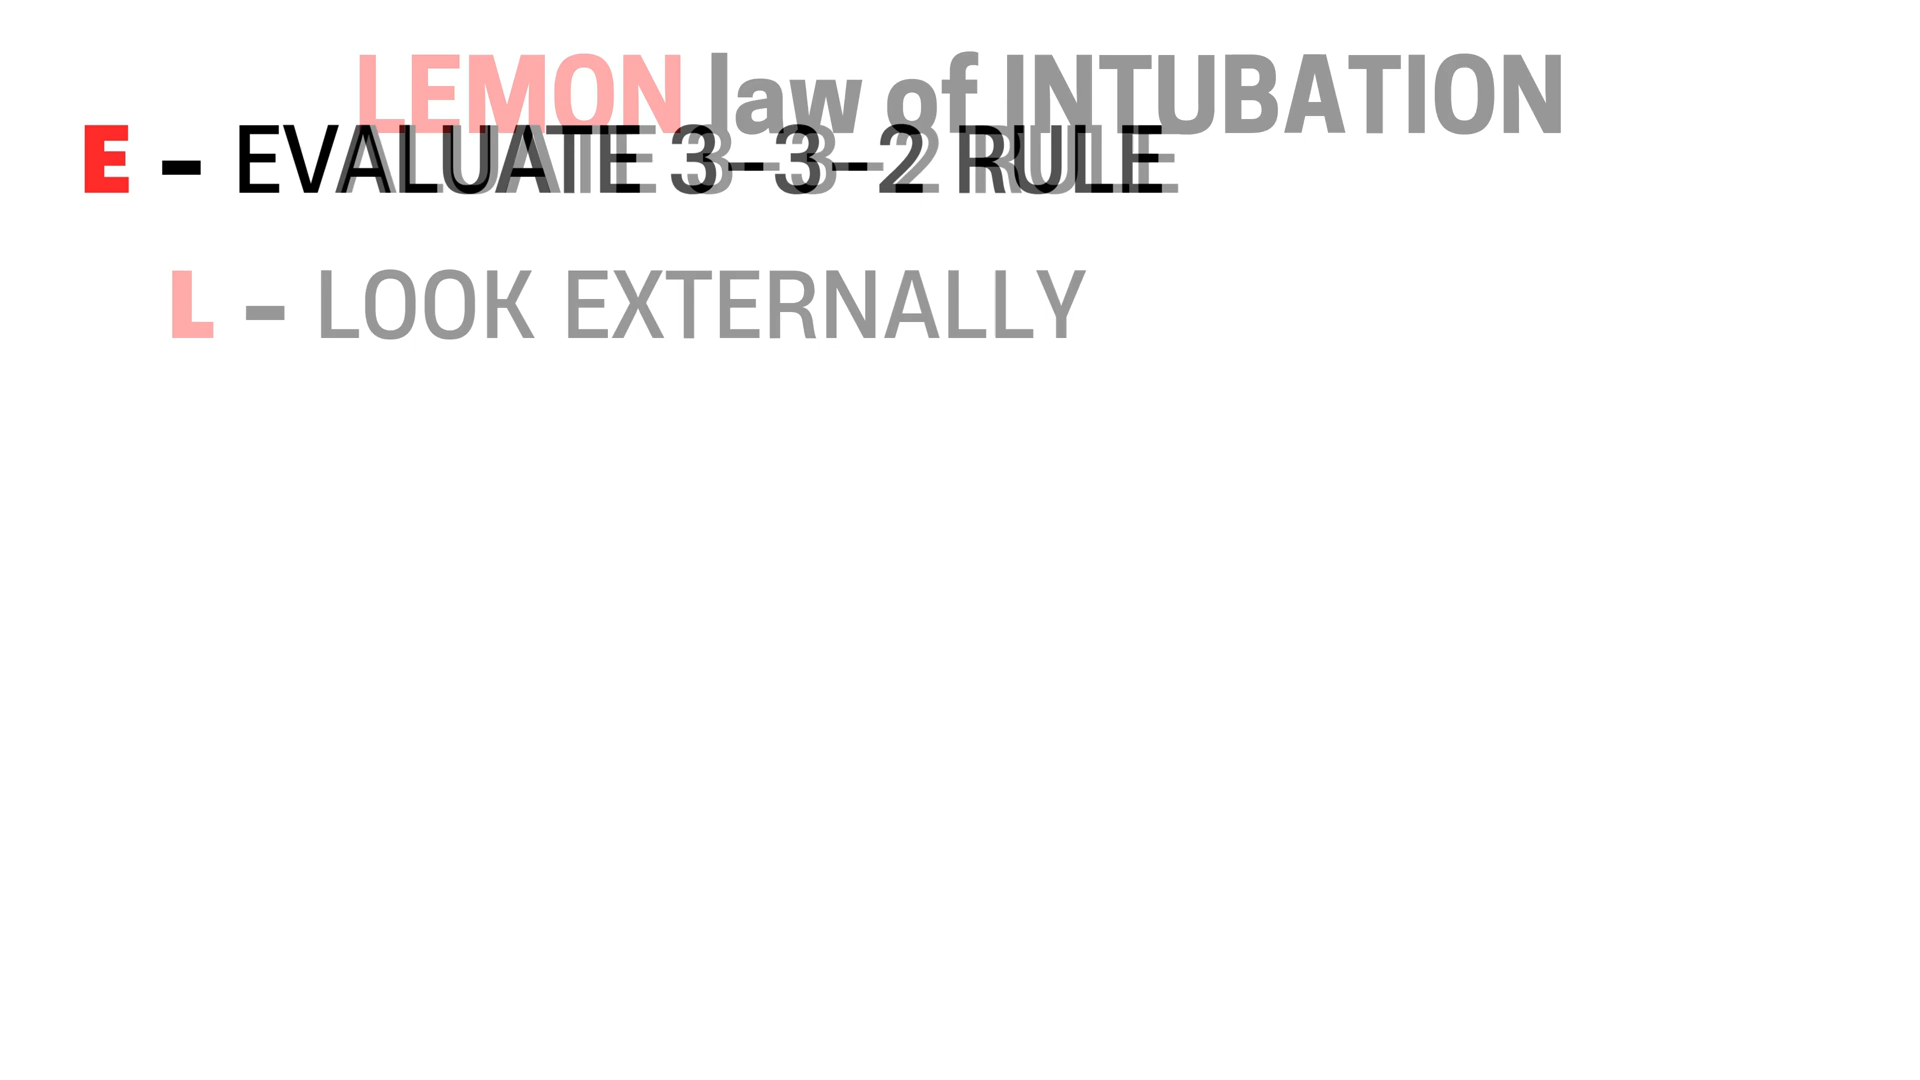 LEMON law of INTUBATION
E – EVALUATE 3-3-2 RULE
L – LOOK EXTERNALLY